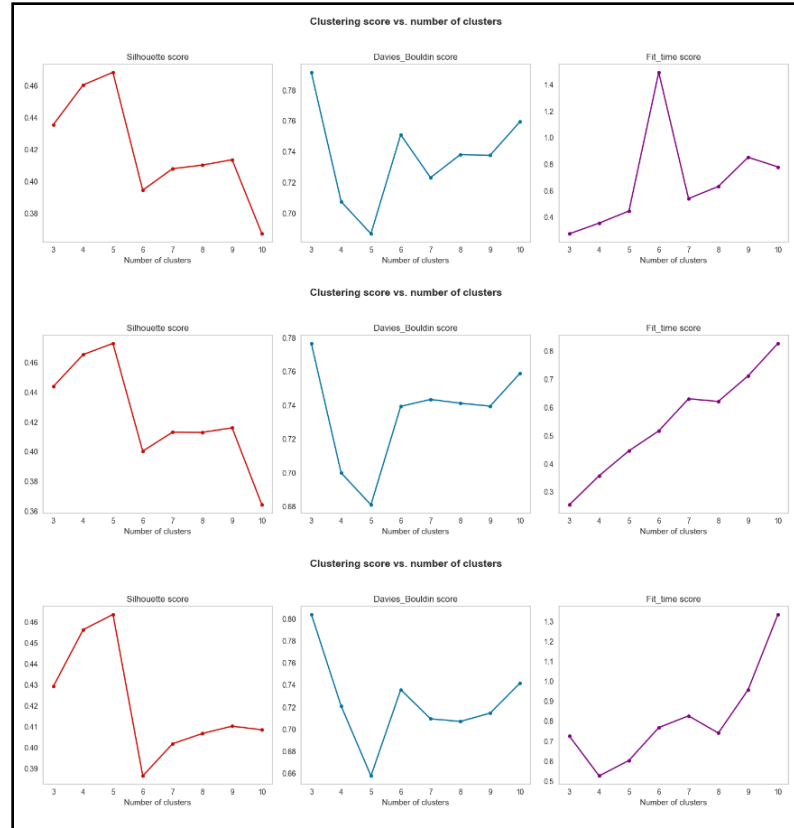 Clustering score vs. number of clusters
Silhouette score
0.46
0.44
0.42
0.40
0.38
3 4 5 6 7 8 9 10
Number of clusters
Davies_Bouldin score
0.78
0.76
0.74
0.72
0.70
3 4 5 6 7 8 9 10
Number of clusters
Fit_time score
1.4
1.2
1.0
0.8
0.6
0.4
3 4 5 6 7 8 9 10
Number of clusters
Clustering score vs. number of clusters
Silhouette score
0.46
0.44
0.42
0.40
0.38
0.36
3 4 5 6 7 8 9 10
Number of clusters
Davies_Bouldin score
0.78
0.76
0.74
0.72
0.70
0.68
3 4 5 6 7 8 9 10
Number of clusters
Fit_time score
0.8
0.7
0.6
0.5
0.4
0.3
3 4 5 6 7 8 9 10
Number of clusters
Clustering score vs. number of clusters
Silhouette score
0.46
0.45
0.44
0.43
0.42
0.41
0.40
0.39
3 4 5 6 7 8 9 10
Number of clusters
Davies_Bouldin score
0.80
0.78
0.76
0.74
0.72
0.70
0.68
0.66
3 4 5 6 7 8 9 10
Number of clusters
Fit_time score
1.3
1.2
1.1
1.0
0.9
0.8
0.7
0.6
0.5
3 4 5 6 7 8 9 10
Number of clusters